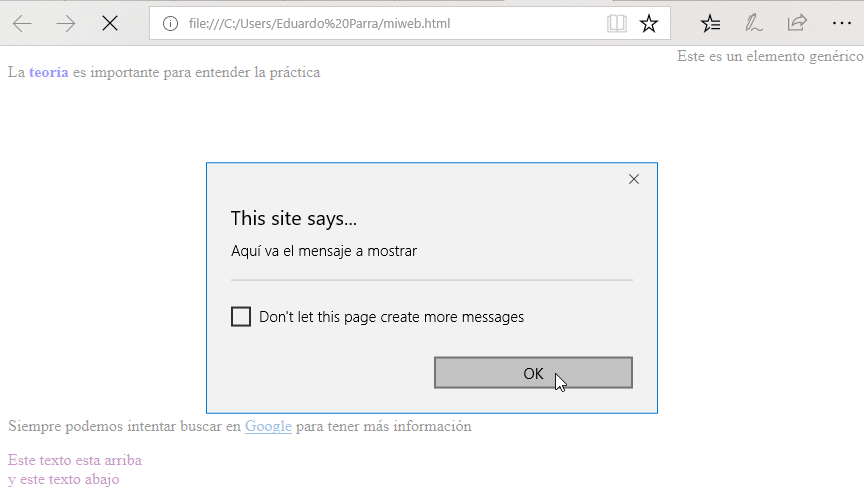 file:///C:/Users/Eduardo%20Parra/miweb.html
Este es un elemento genérico
La teoría es importante para entender la práctica
This site says...
Aquí va el mensaje a mostrar
Don't let this page create more messages
OK
Siempre podemos intentar buscar en Google para tener más información
Este texto esta arriba
y este texto abajo